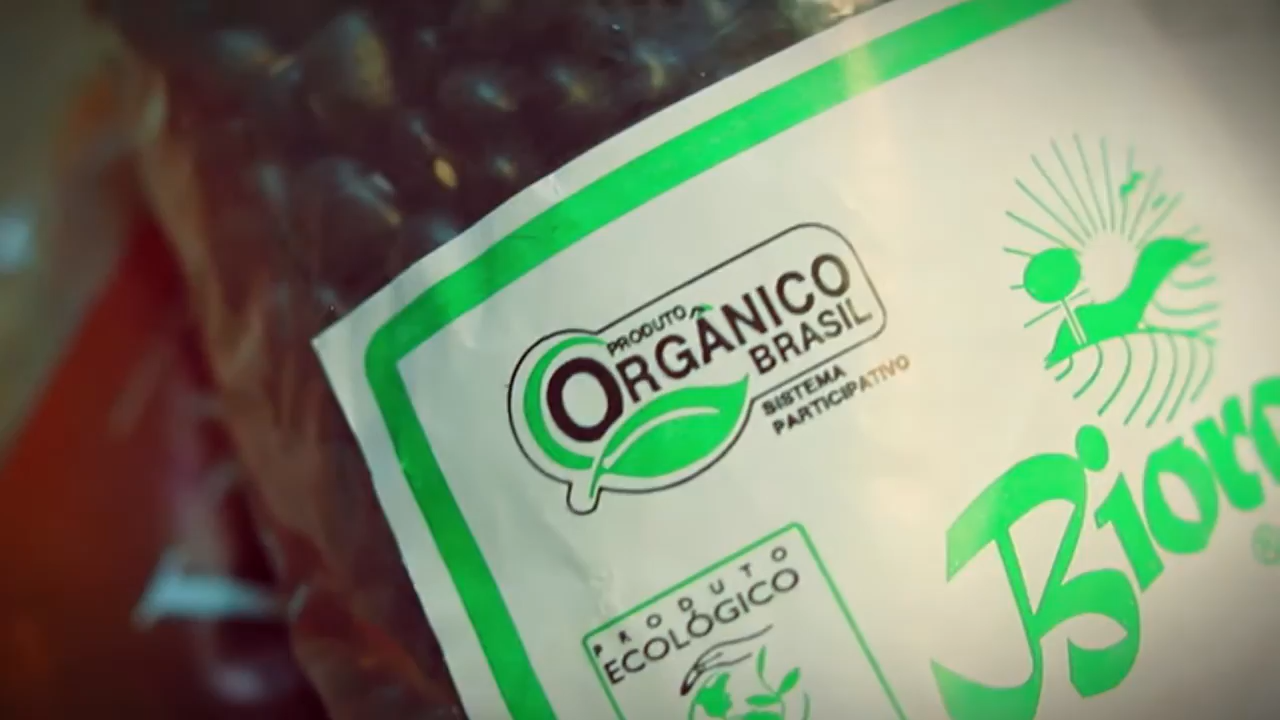 PRODUTO
ORGÂNICO
BRASIL
SISTEMA
PARTICIPATIVO
PRODUTO
ECOLÓGICO
®